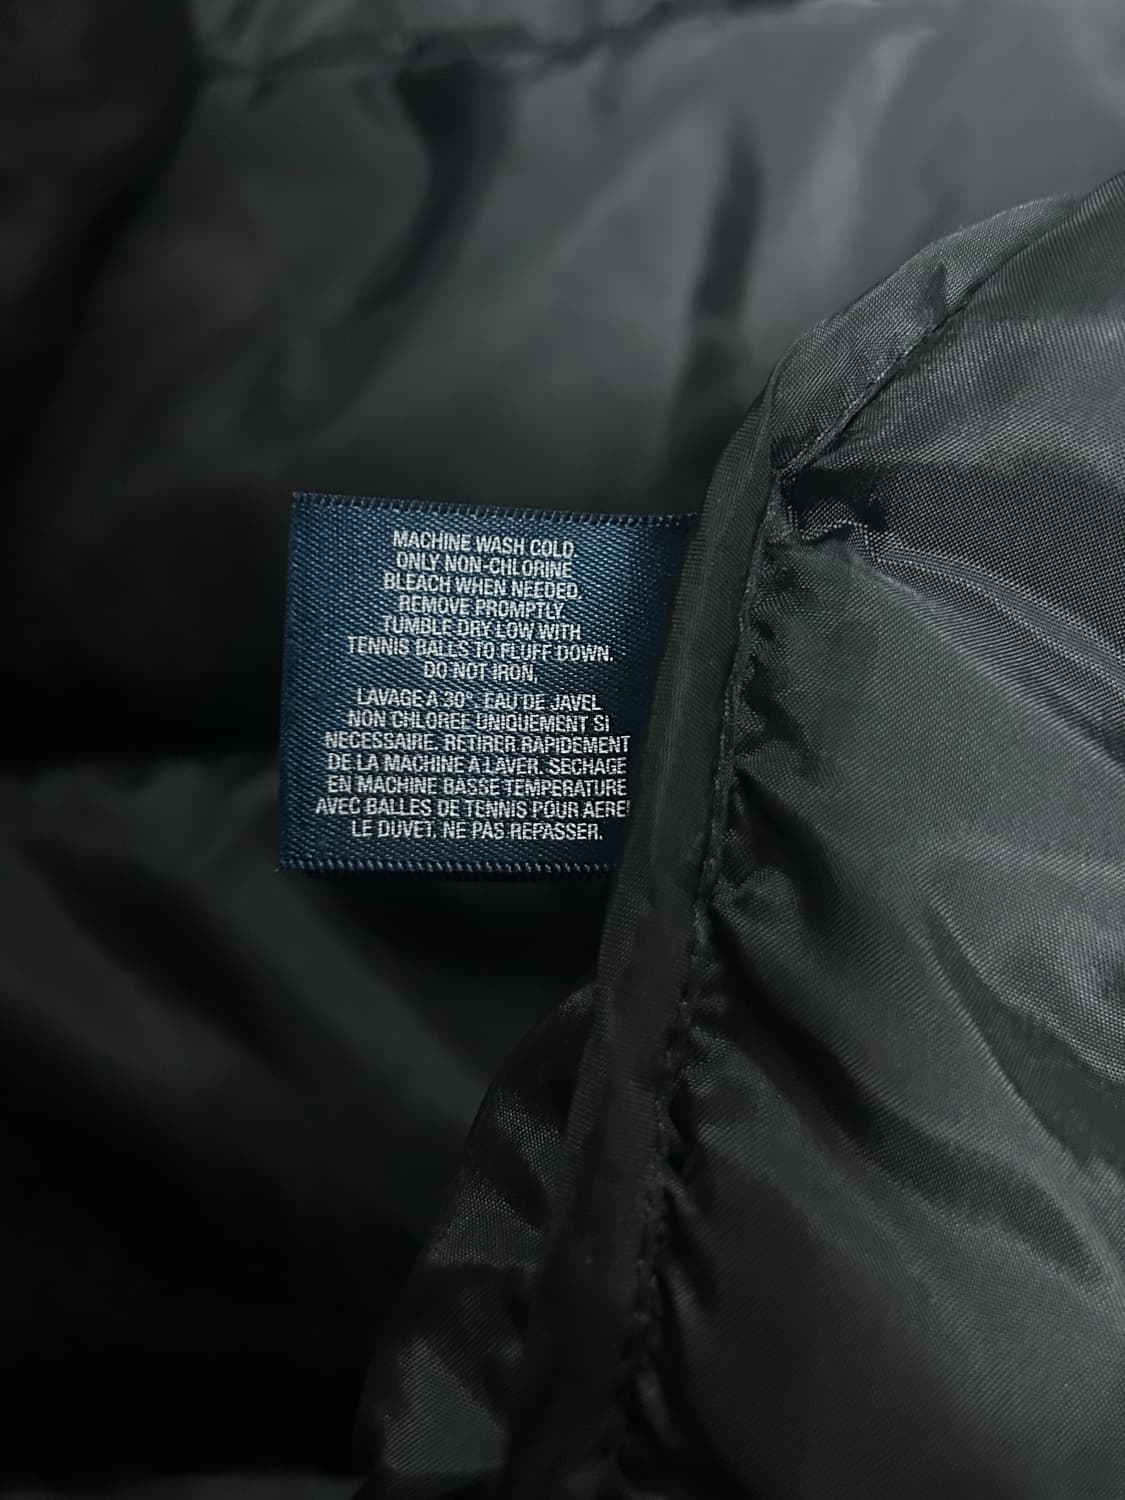 MACHINE WASH COLD.
ONLY NON-CHLORINE
BLEACH WHEN NEEDED.
REMOVE PROMPTLY.
TUMBLE DRY LOW WITH
TENNIS BALLS TO FLUFF DOWN.
DO NOT IRON,
LAVAGE A 30°. EAU DE JAVEL
NON CHLOREE UNIQUEMENT SI
NECESSAIRE. RETIRER RAPIDEMENT
DE LA MACHINE A LAVER. SECHAGE
EN MACHINE BASSE TEMPERATURE
AVEC BALLES DE TENNIS POUR AERE
LE DUVET. NE PAS REPASSER.